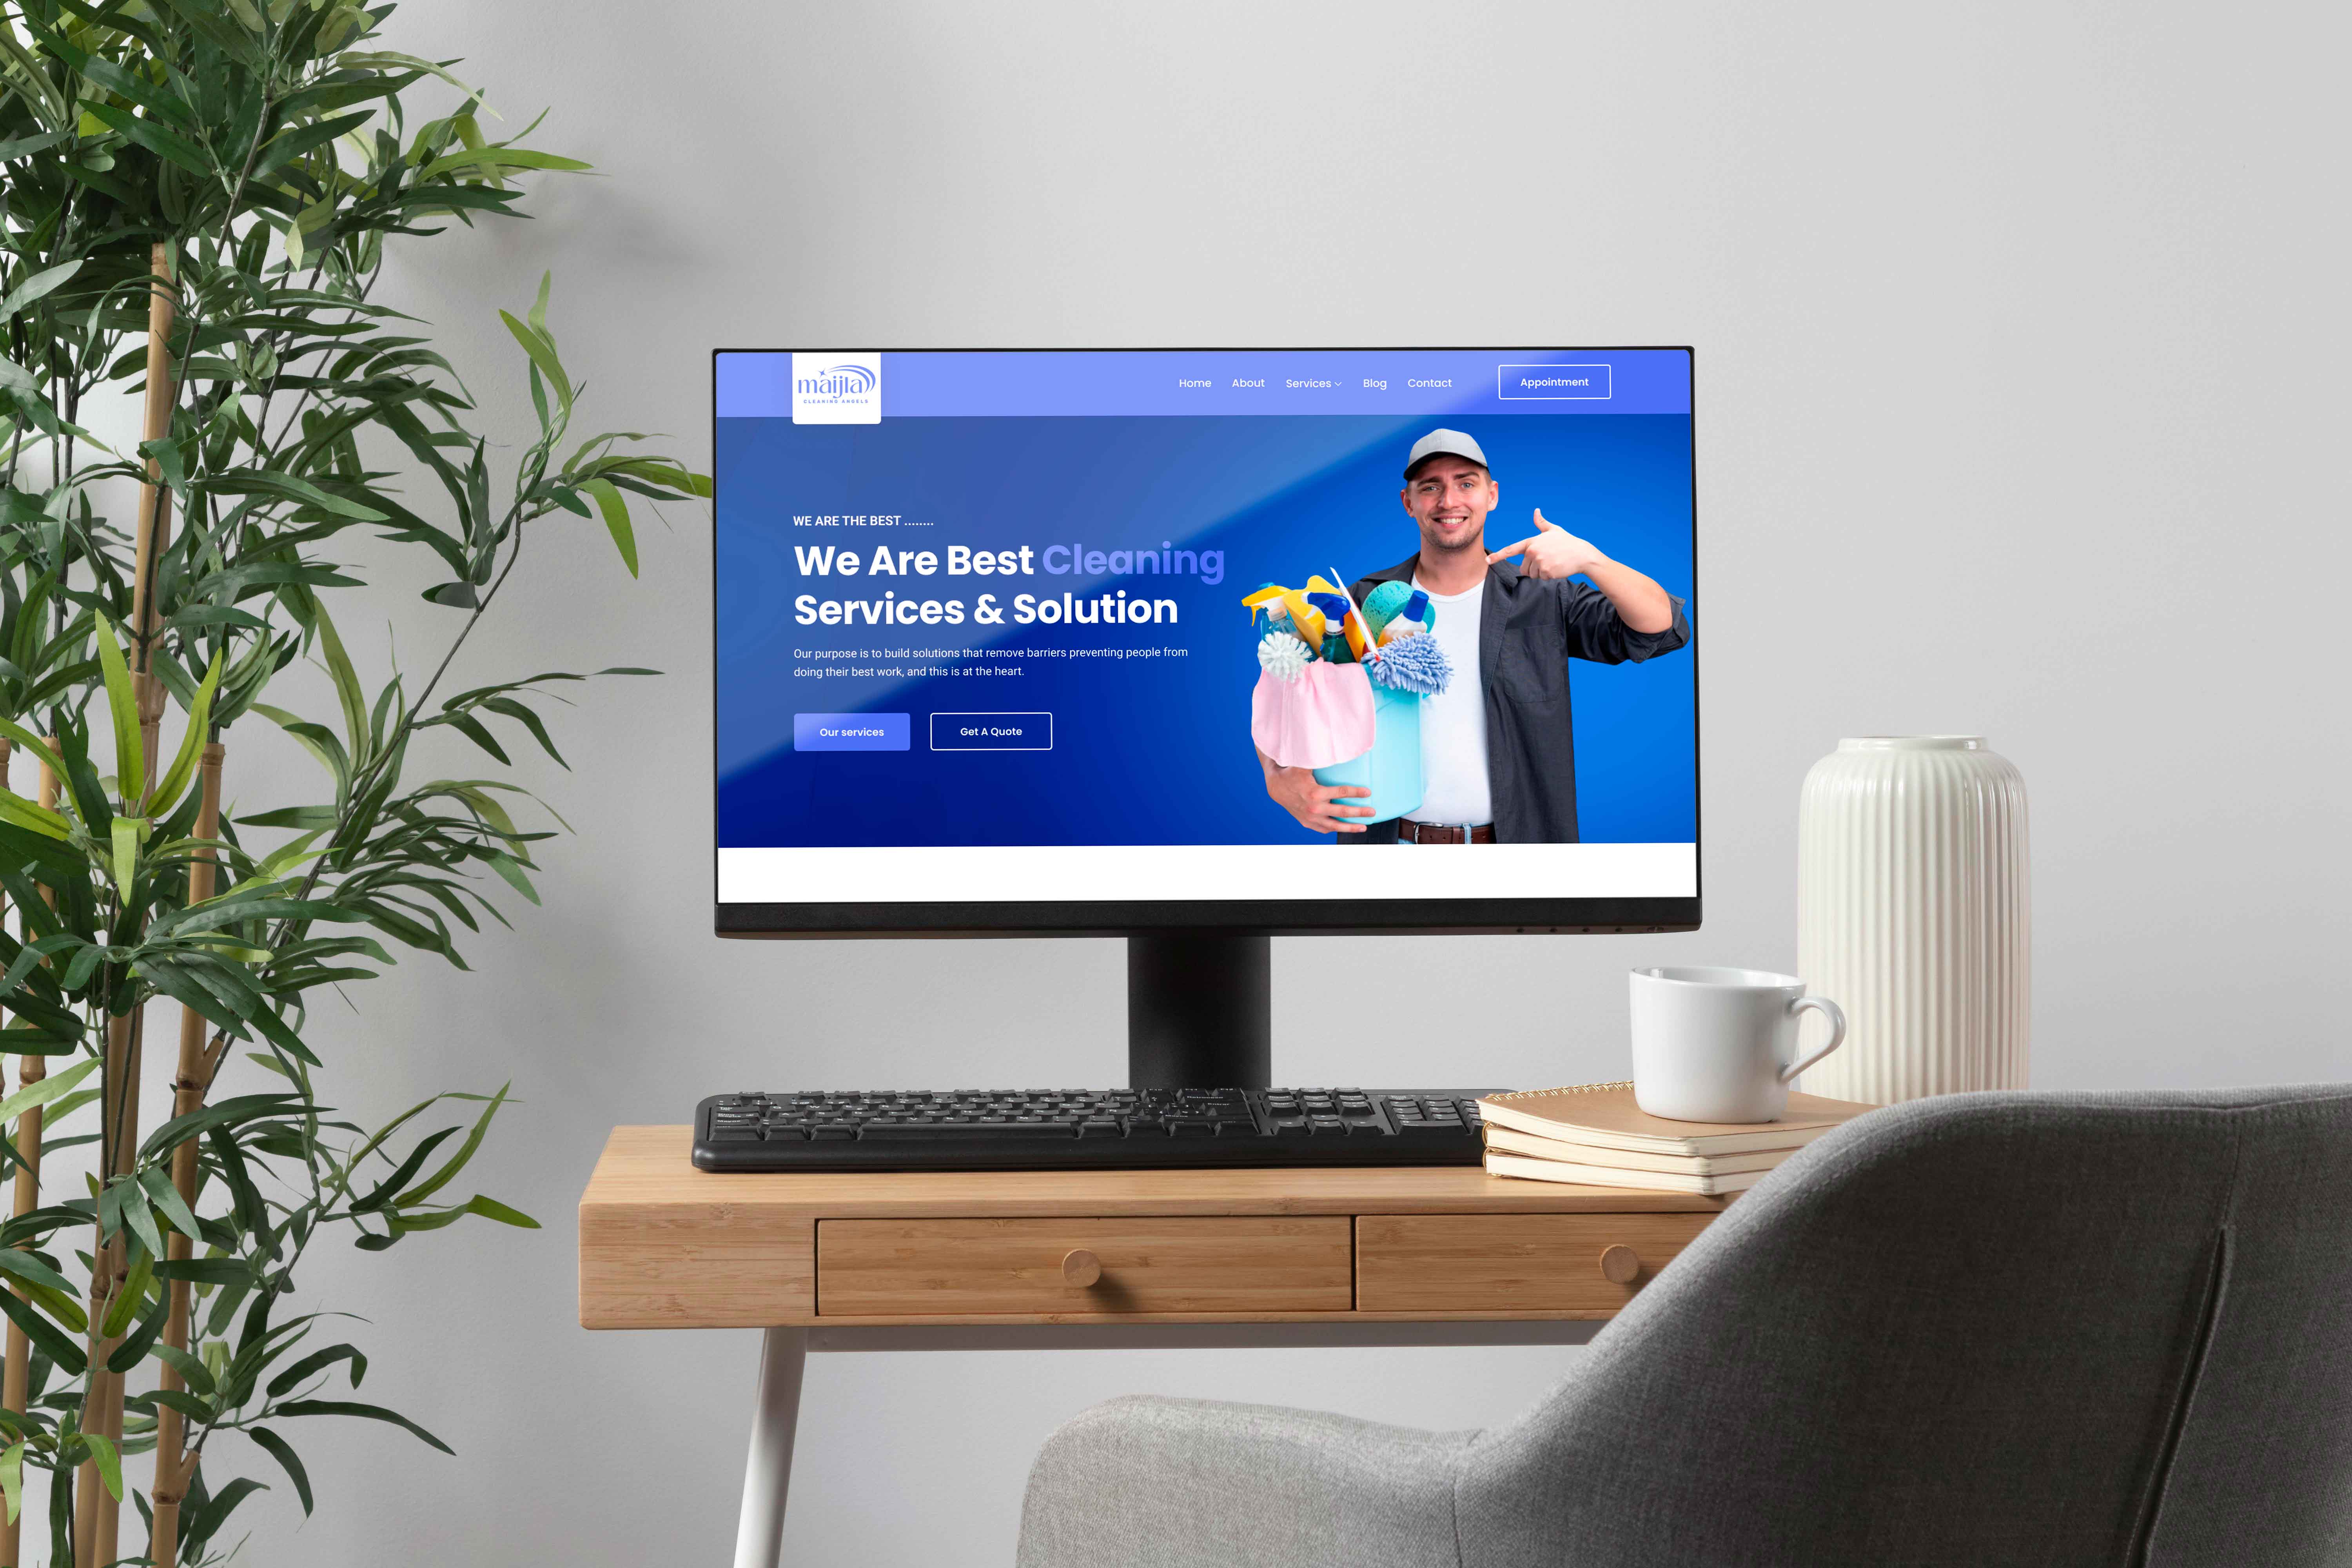 maijla
CLEANING ANGELS
Home About Services Blog Contact Appointment
WE ARE THE BEST ........
We Are Best Cleaning
Services & Solution
Our purpose is to build solutions that remove barriers preventing people from
doing their best work, and this is at the heart.
Our services Get A Quote